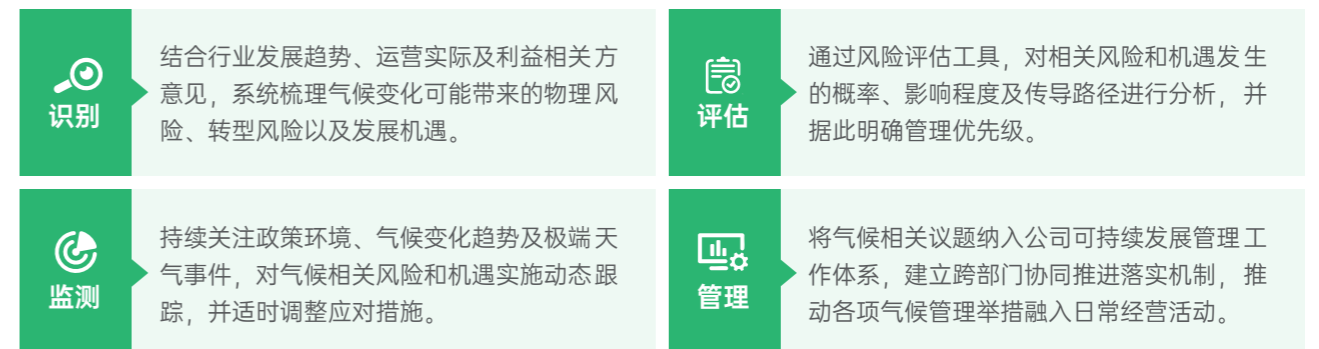 识别
结合行业发展趋势、运营实际及利益相关方
意见，系统梳理气候变化可能带来的物理风
险、转型风险以及发展机遇。
评估
通过风险评估工具，对相关风险和机遇发生
的概率、影响程度及传导路径进行分析，并
据此明确管理优先级。
监测
持续关注政策环境、气候变化趋势及极端天
气事件，对气候相关风险和机遇实施动态跟
踪，并适时调整应对措施。
管理
将气候相关议题纳入公司可持续发展管理工
作体系，建立跨部门协同推进落实机制，推
动各项气候管理举措融入日常经营活动。